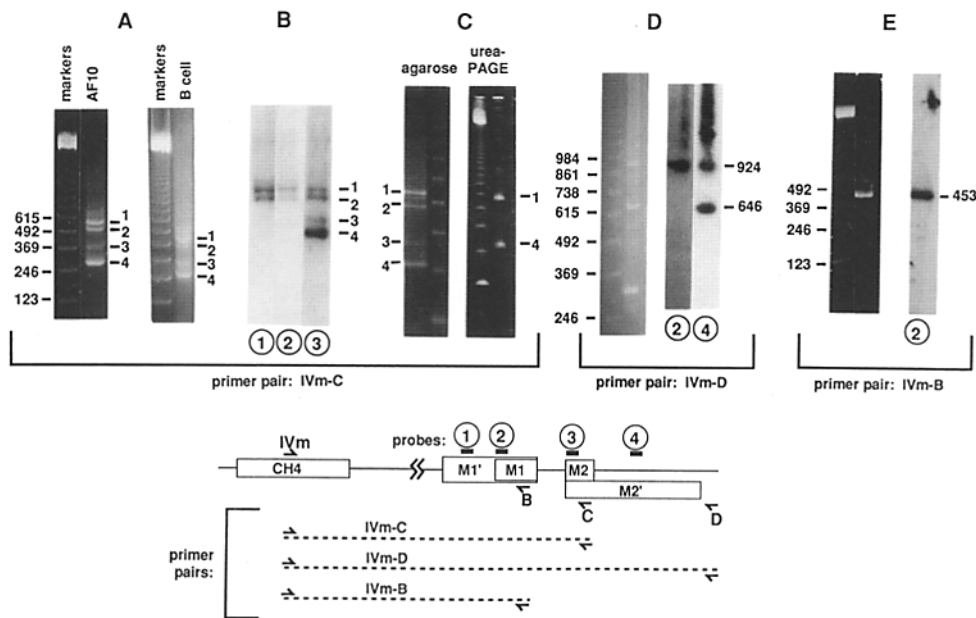 A
B
C
D
E
markers
AF10
markers
B cell
agarose
urea-
PAGE
615
492
369
246
123
1
2
3
4
1
2
3
4
1
2
3
4
1
2
3
4
1
4
984
861
738
615
492
369
246
924
646
492
369
246
123
453
1
2
3
2
4
2
primer pair: IVm-C
primer pair: IVm-D
primer pair: IVm-B
probes:
1
2
3
4
IVm
CH4
M1'
M1
M2
M2'
B
C
D
primer
pairs:
IVm-C
IVm-D
IVm-B